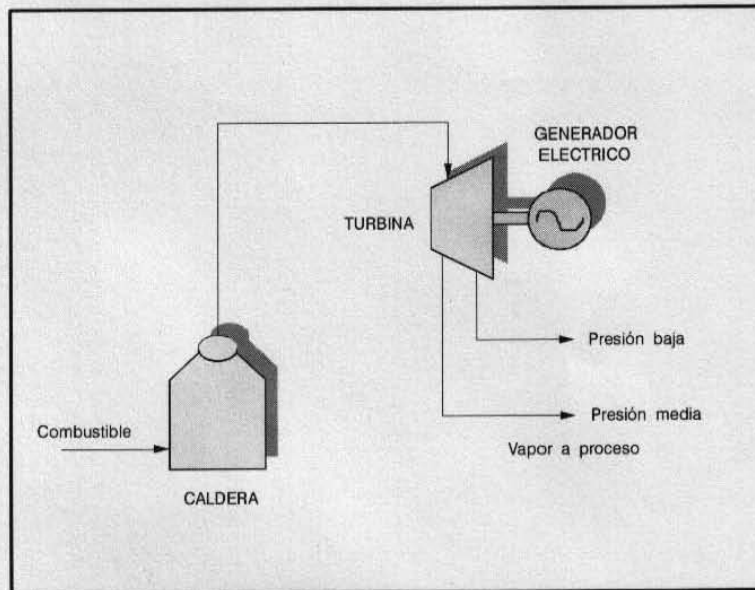 GENERADOR
ELECTRICO
TURBINA
Presión baja
Presión media
Combustible
Vapor a proceso
CALDERA